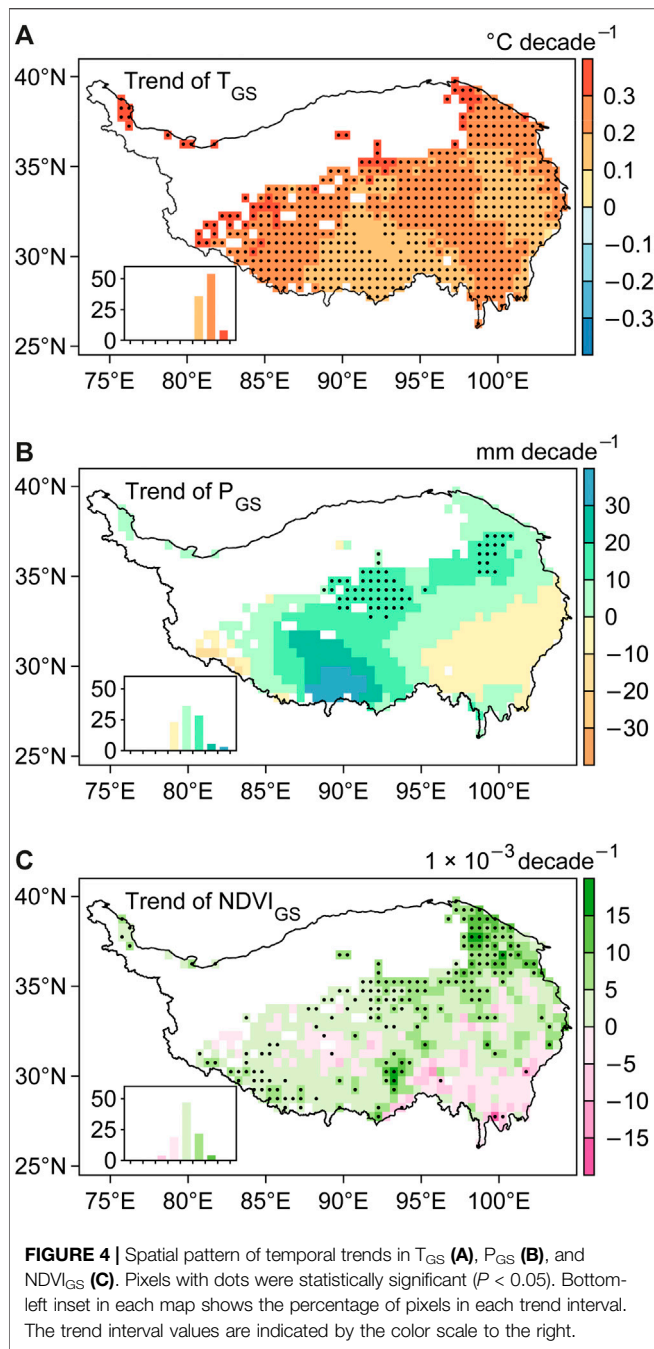 A
°C decade⁻¹
Trend of T_GS
40°N
35°N
30°N
25°N
0.3
0.2
0.1
0
−0.1
−0.2
−0.3
50
25
0
75°E 80°E 85°E 90°E 95°E 100°E
B
mm decade⁻¹
Trend of P_GS
40°N
35°N
30°N
25°N
30
20
10
0
−10
−20
−30
50
25
0
75°E 80°E 85°E 90°E 95°E 100°E
C
1 × 10⁻³ decade⁻¹
Trend of NDVI_GS
40°N
35°N
30°N
25°N
15
10
5
0
−5
−10
−15
50
25
0
75°E 80°E 85°E 90°E 95°E 100°E
FIGURE 4 | Spatial pattern of temporal trends in T_GS (A), P_GS (B), and
NDVI_GS (C). Pixels with dots were statistically significant (P < 0.05). Bottom-
left inset in each map shows the percentage of pixels in each trend interval.
The trend interval values are indicated by the color scale to the right.